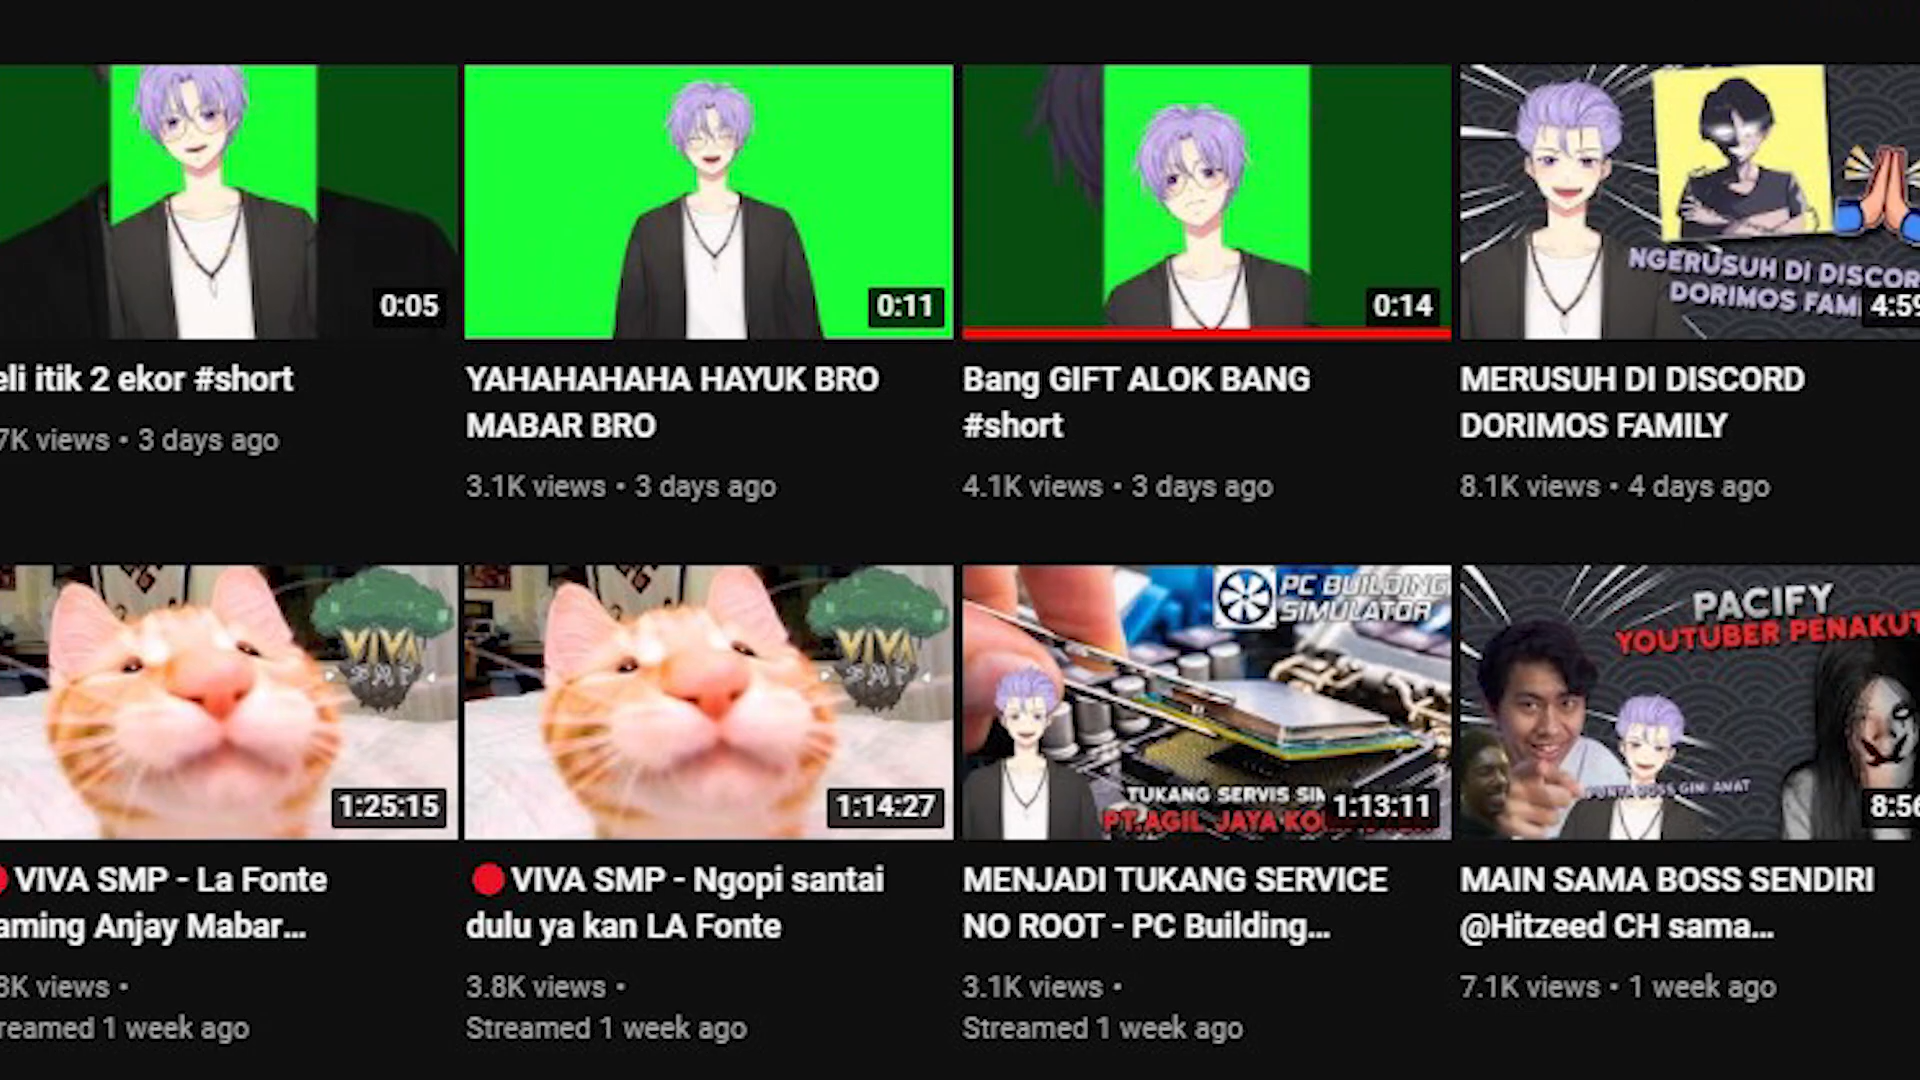 0:05
0:11
0:14
NGERUSUH DI DISCOR
DORIMOS FAMI
4:59
eli itik 2 ekor #short
YAHAHAHAHA HAYUK BRO
MABAR BRO
Bang GIFT ALOK BANG
#short
MERUSUH DI DISCORD
DORIMOS FAMILY
7K views • 3 days ago
3.1K views • 3 days ago
4.1K views • 3 days ago
8.1K views • 4 days ago
VIVA
SMP
1:25:15
VIVA
SMP
1:14:27
PC BUILDING
SIMULATOR
TUKANG SERVIS SIM
PT.AGIL JAYA KO
1:13:11
PACIFY
YOUTUBER PENAKUT
BOSS GINI AMAT
8:56
VIVA SMP - La Fonte
aming Anjay Mabar...
VIVA SMP - Ngopi santai
dulu ya kan LA Fonte
MENJADI TUKANG SERVICE
NO ROOT - PC Building...
MAIN SAMA BOSS SENDIRI
@Hitzeed CH sama...
8K views •
reamed 1 week ago
3.8K views •
Streamed 1 week ago
3.1K views •
Streamed 1 week ago
7.1K views • 1 week ago